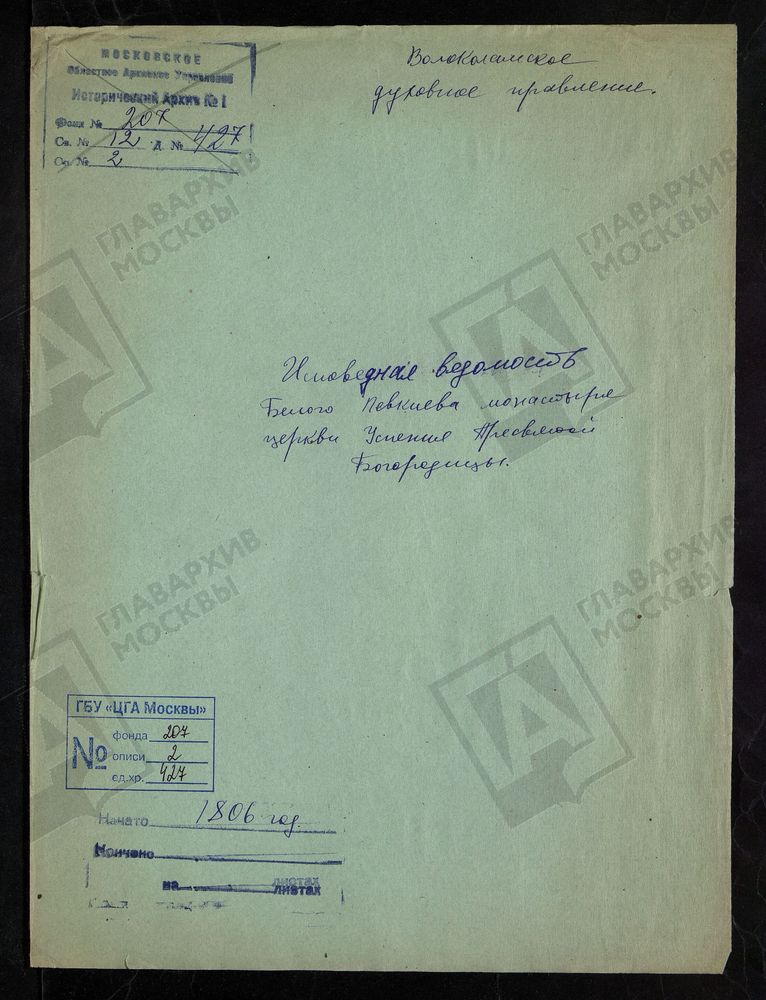 МОСКОВСКОЕ
Областное Архивное Управление
Исторический Архив № 1
Фонд № 207
Св. № 12 д. № 427
Оп. № 2
Волоколамское
духовное правление.
ГЛАВАРХИВ
МОСКВЫ
ГЛАВАРХИВ
МОСКВЫ
Исповедная ведомость
Белого Певкиева монастыря
церкви Успения Пресвятой
Богородицы.
ГЛАВАРХИВ
МОСКВЫ
ГЛАВАРХИВ
МОСКВЫ
ГБУ «ЦГА Москвы»
№
фонда 207
описи 2
ед.хр. 427
Начато 1806 год.
Кончено
на листах